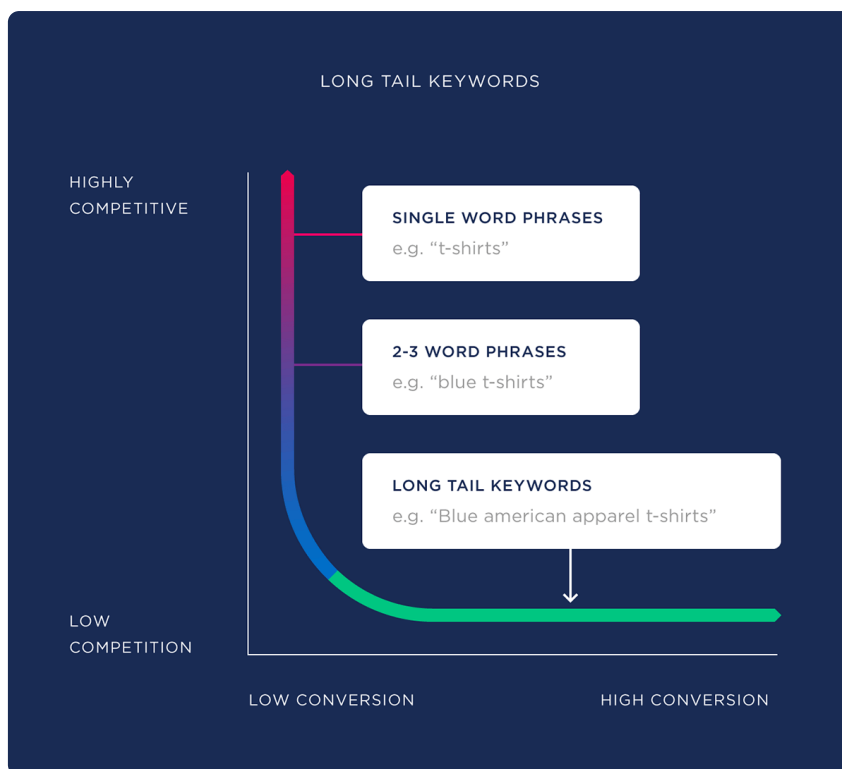 LONG TAIL KEYWORDS
HIGHLY
COMPETITIVE
SINGLE WORD PHRASES
e.g. “t-shirts”
2-3 WORD PHRASES
e.g. “blue t-shirts”
LONG TAIL KEYWORDS
e.g. “Blue american apparel t-shirts”
LOW
COMPETITION
LOW CONVERSION
HIGH CONVERSION